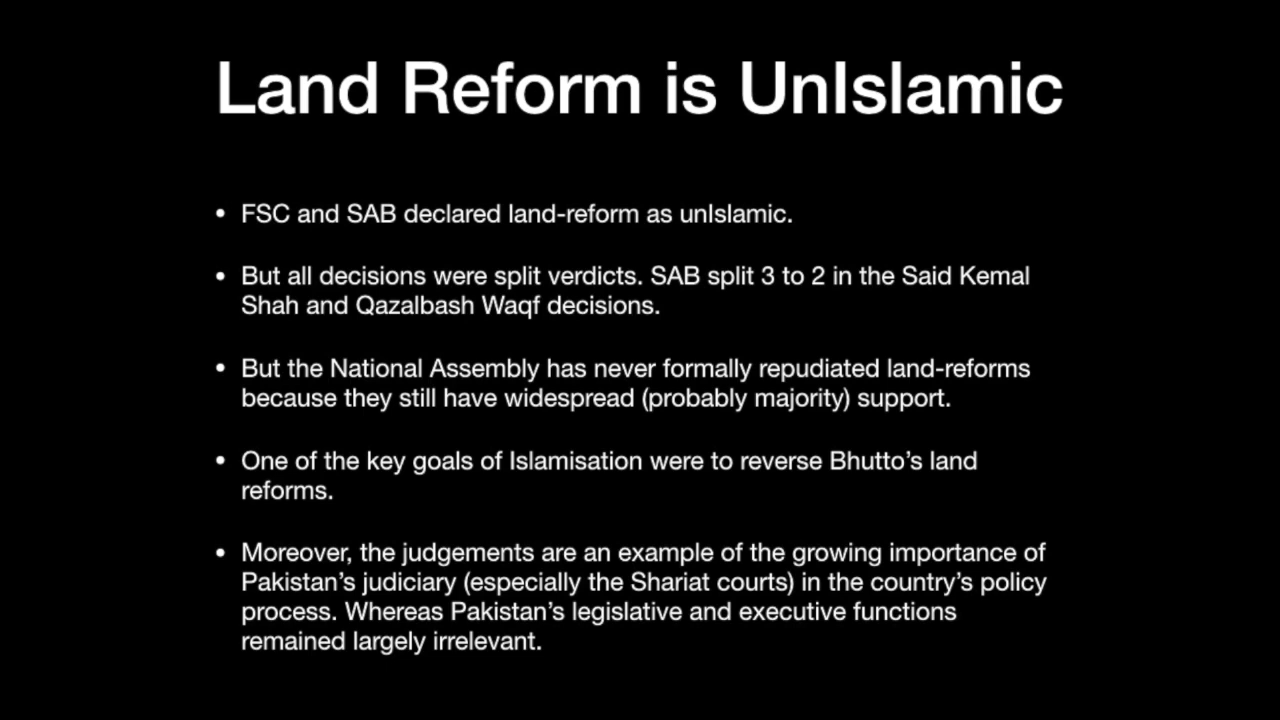 Land Reform is UnIslamic
• FSC and SAB declared land-reform as unIslamic.
• But all decisions were split verdicts. SAB split 3 to 2 in the Said Kemal
Shah and Qazalbash Waqf decisions.
• But the National Assembly has never formally repudiated land-reforms
because they still have widespread (probably majority) support.
• One of the key goals of Islamisation were to reverse Bhutto’s land
reforms.
• Moreover, the judgements are an example of the growing importance of
Pakistan’s judiciary (especially the Shariat courts) in the country’s policy
process. Whereas Pakistan’s legislative and executive functions
remained largely irrelevant.